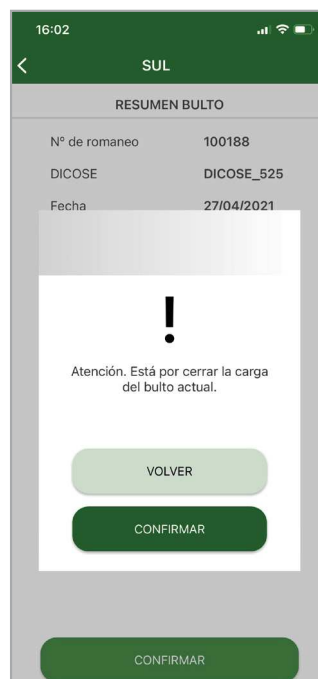 16:02
SUL
RESUMEN BULTO
Nº de romaneo 100188
DICOSE DICOSE_525
Fecha 27/04/2021
!
Atención. Está por cerrar la carga
del bulto actual.
VOLVER
CONFIRMAR
CONFIRMAR